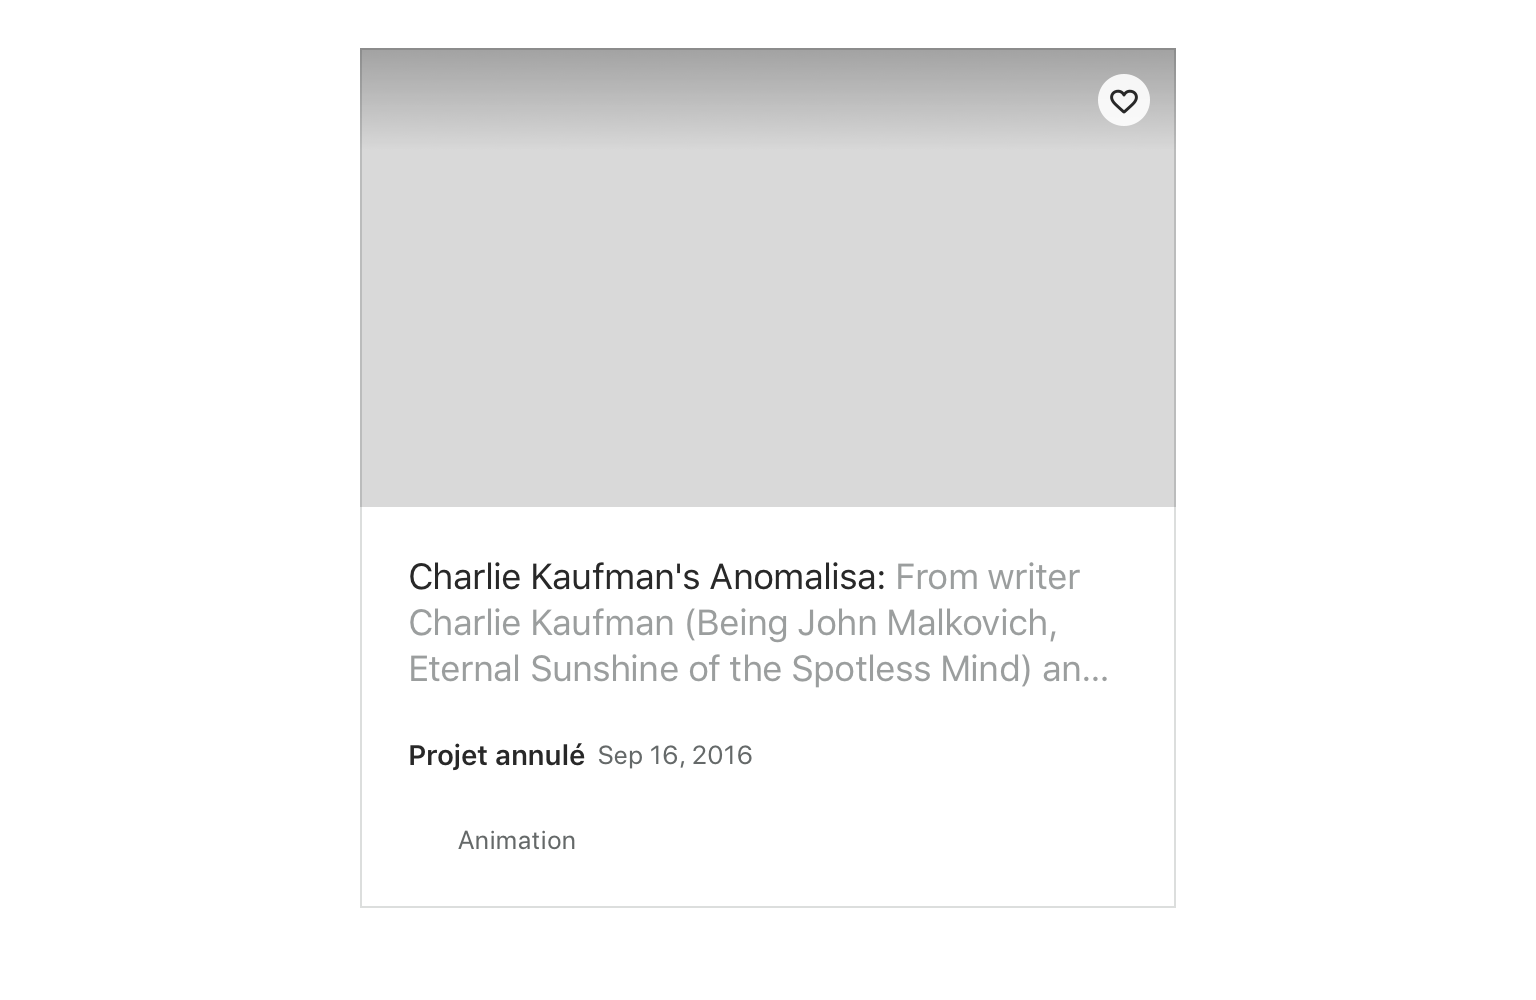 Charlie Kaufman's Anomalisa: From writer
Charlie Kaufman (Being John Malkovich,
Eternal Sunshine of the Spotless Mind) an...
Projet annulé Sep 16, 2016
Animation